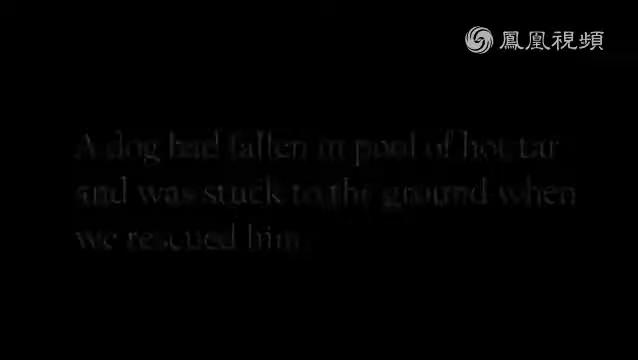 鳳凰視頻
A dog had fallen in pool of hot tar
and was stuck to the ground when
we rescued him.